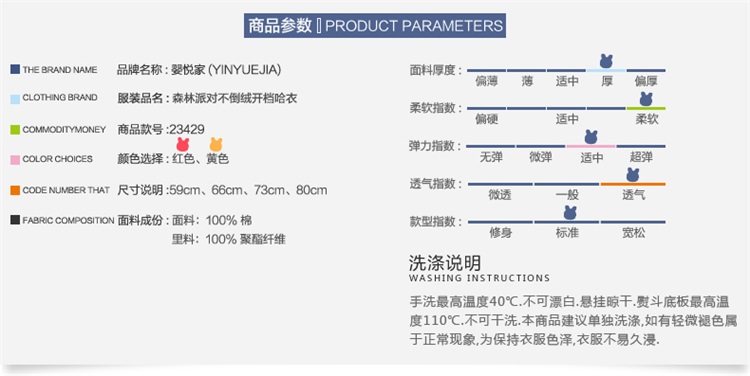 商品参数 PRODUCT PARAMETERS
THE BRAND NAME 品牌名称 : 婴悦家 (YINYUEJIA)
CLOTHING BRAND 服装品名 : 森林派对不倒绒开档哈衣
COMMODITYMONEY 商品款号 :23429
COLOR CHOICES 颜色选择 : 红色、黄色
CODE NUMBER THAT 尺寸说明 :59cm、66cm、73cm、80cm
FABRIC COMPOSITION 面料成份 : 面料：100% 棉
里料：100% 聚酯纤维
面料厚度 :
偏薄 薄 适中 厚 偏厚
柔软指数 :
偏硬 适中 柔软
弹力指数 :
无弹 微弹 适中 超弹
透气指数 :
微透 一般 透气
款型指数 :
修身 标准 宽松
洗涤说明
WASHING INSTRUCTIONS
手洗最高温度40℃.不可漂白.悬挂晾干.熨斗底板最高温
度110℃.不可干洗.本商品建议单独洗涤,如有轻微褪色属
于正常现象,为保持衣服色泽,衣服不易久浸.